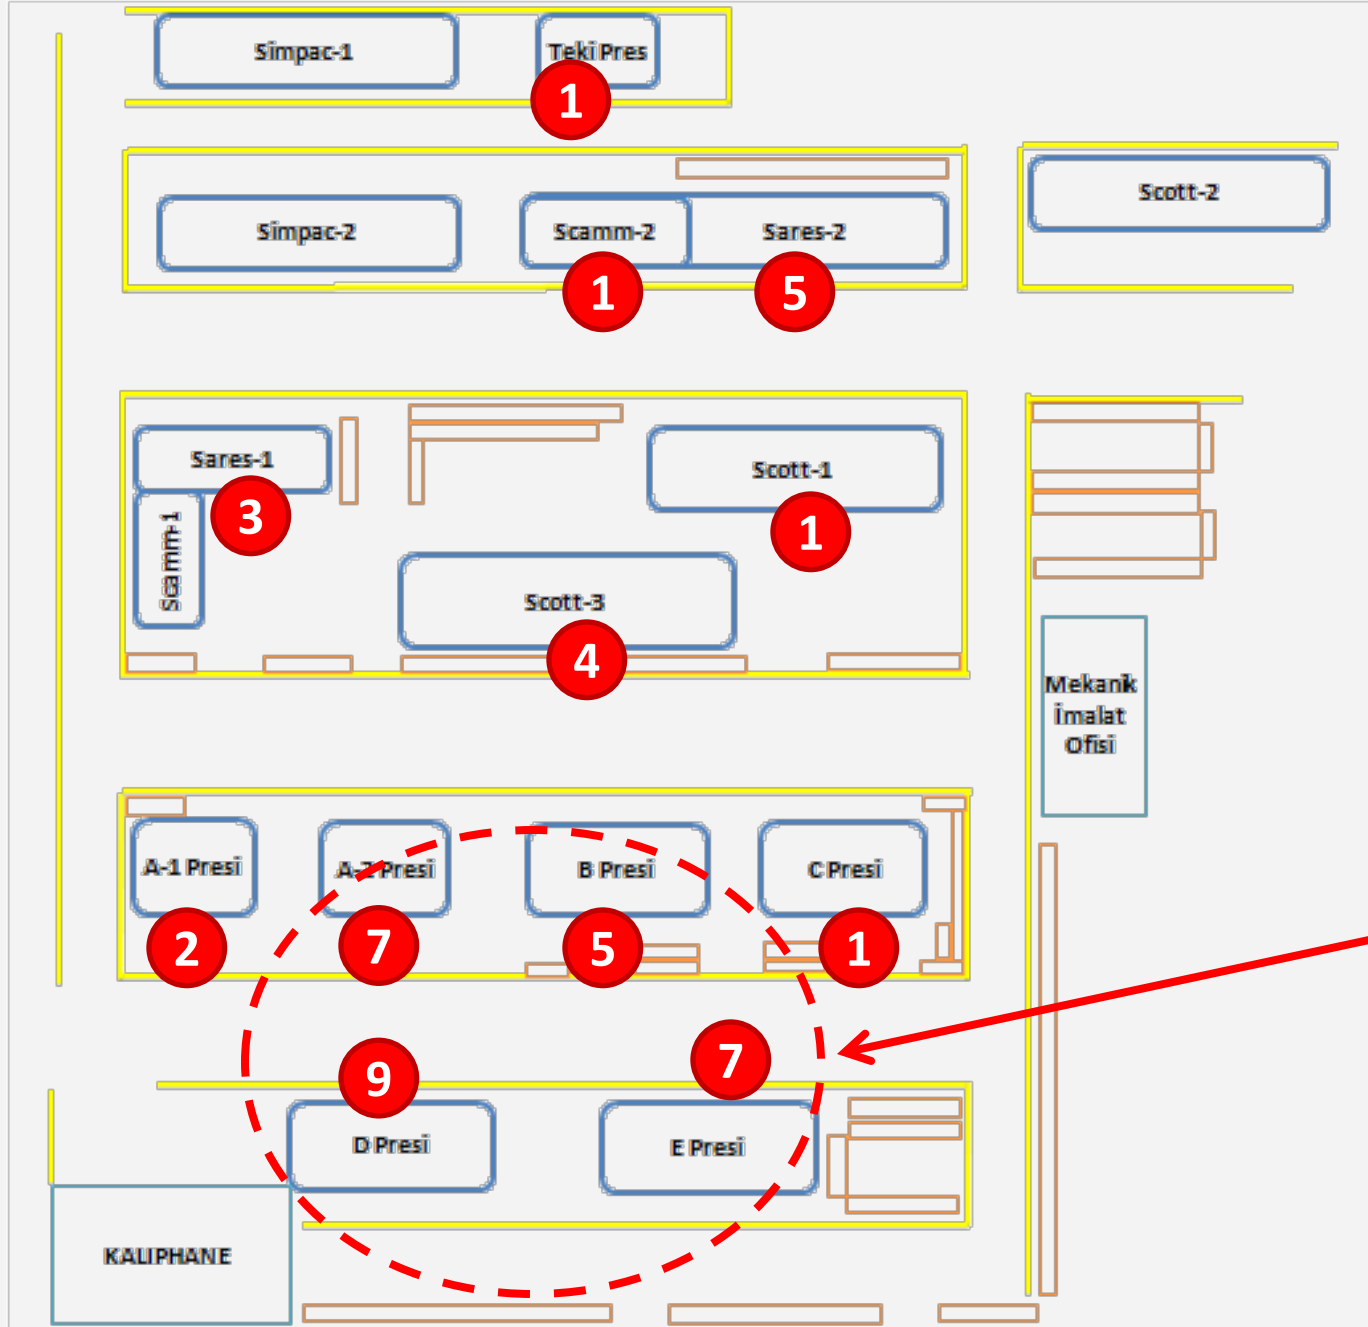 Simpac-1
Teki Pres
1
Simpac-2
Scamm-2
Sares-2
1
5
Scott-2
Sares-1
3
Scamm-1
Scott-1
1
Scott-3
4
Mekanik
İmalat
Ofisi
A-1 Presi
A-2 Presi
B Presi
C Presi
2
7
5
1
9
7
D Presi
E Presi
KALIPHANE